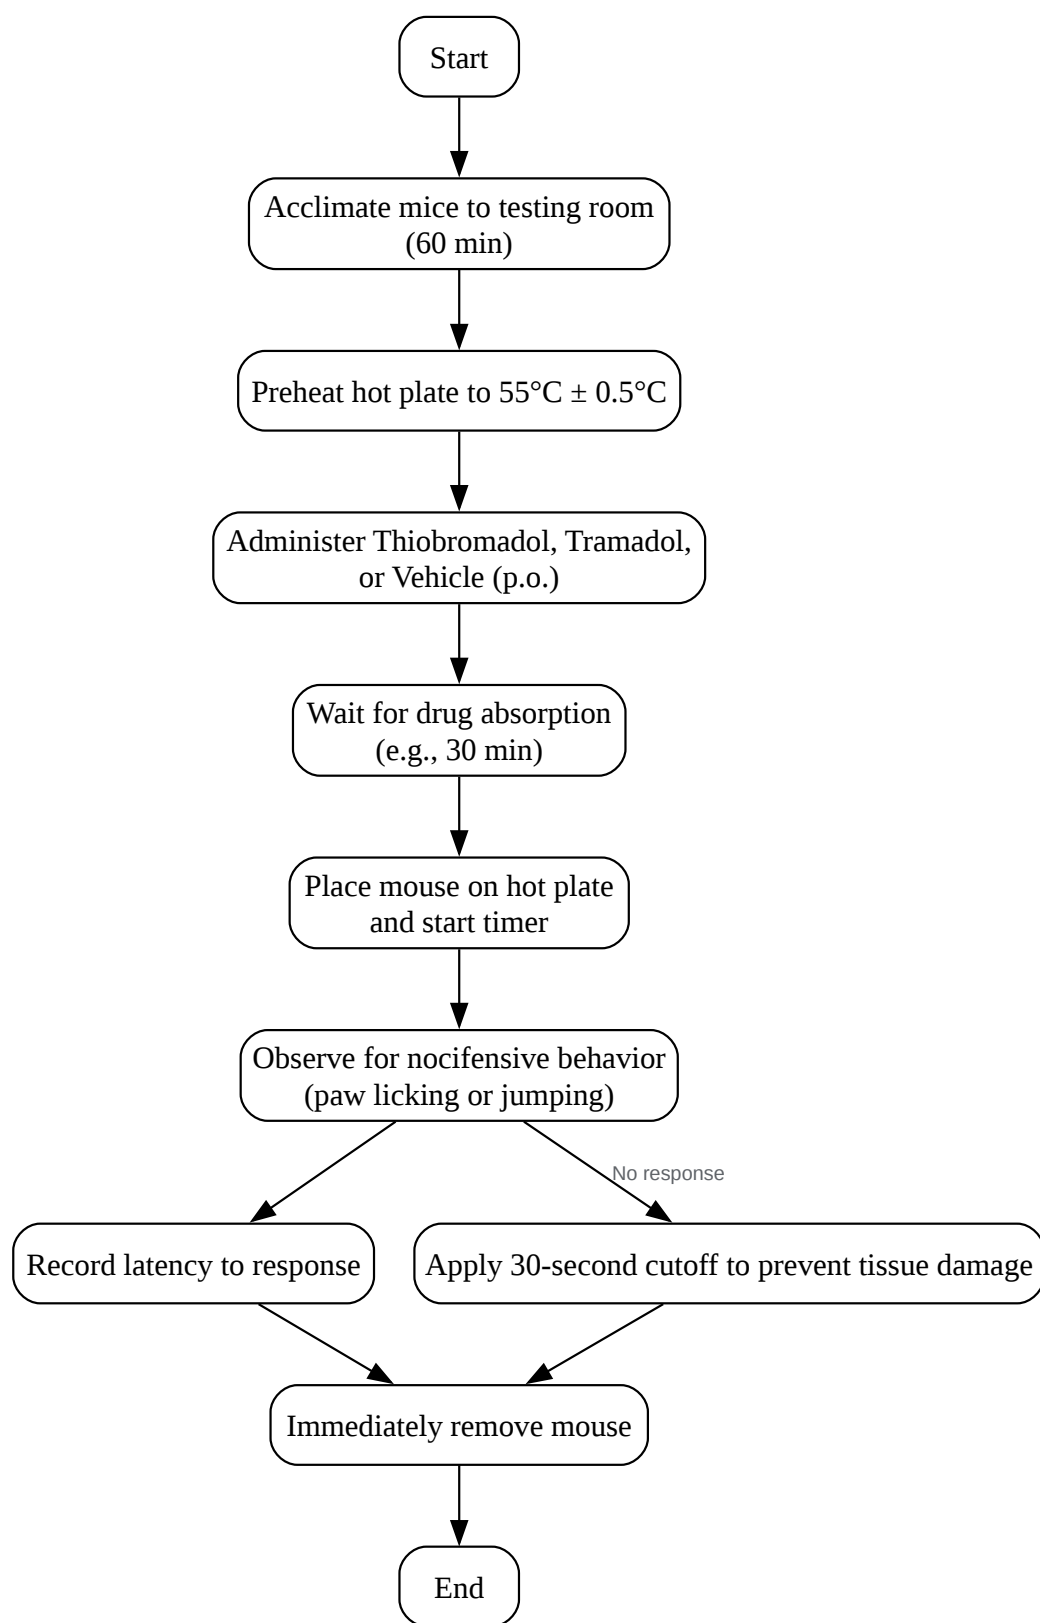 Start
Acclimate mice to testing room
(60 min)
Preheat hot plate to 55°C ± 0.5°C
Administer Thiobromadol, Tramadol,
or Vehicle (p.o.)
Wait for drug absorption
(e.g., 30 min)
Place mouse on hot plate
and start timer
Observe for nocifensive behavior
(paw licking or jumping)
No response
Record latency to response
Apply 30-second cutoff to prevent tissue damage
Immediately remove mouse
End